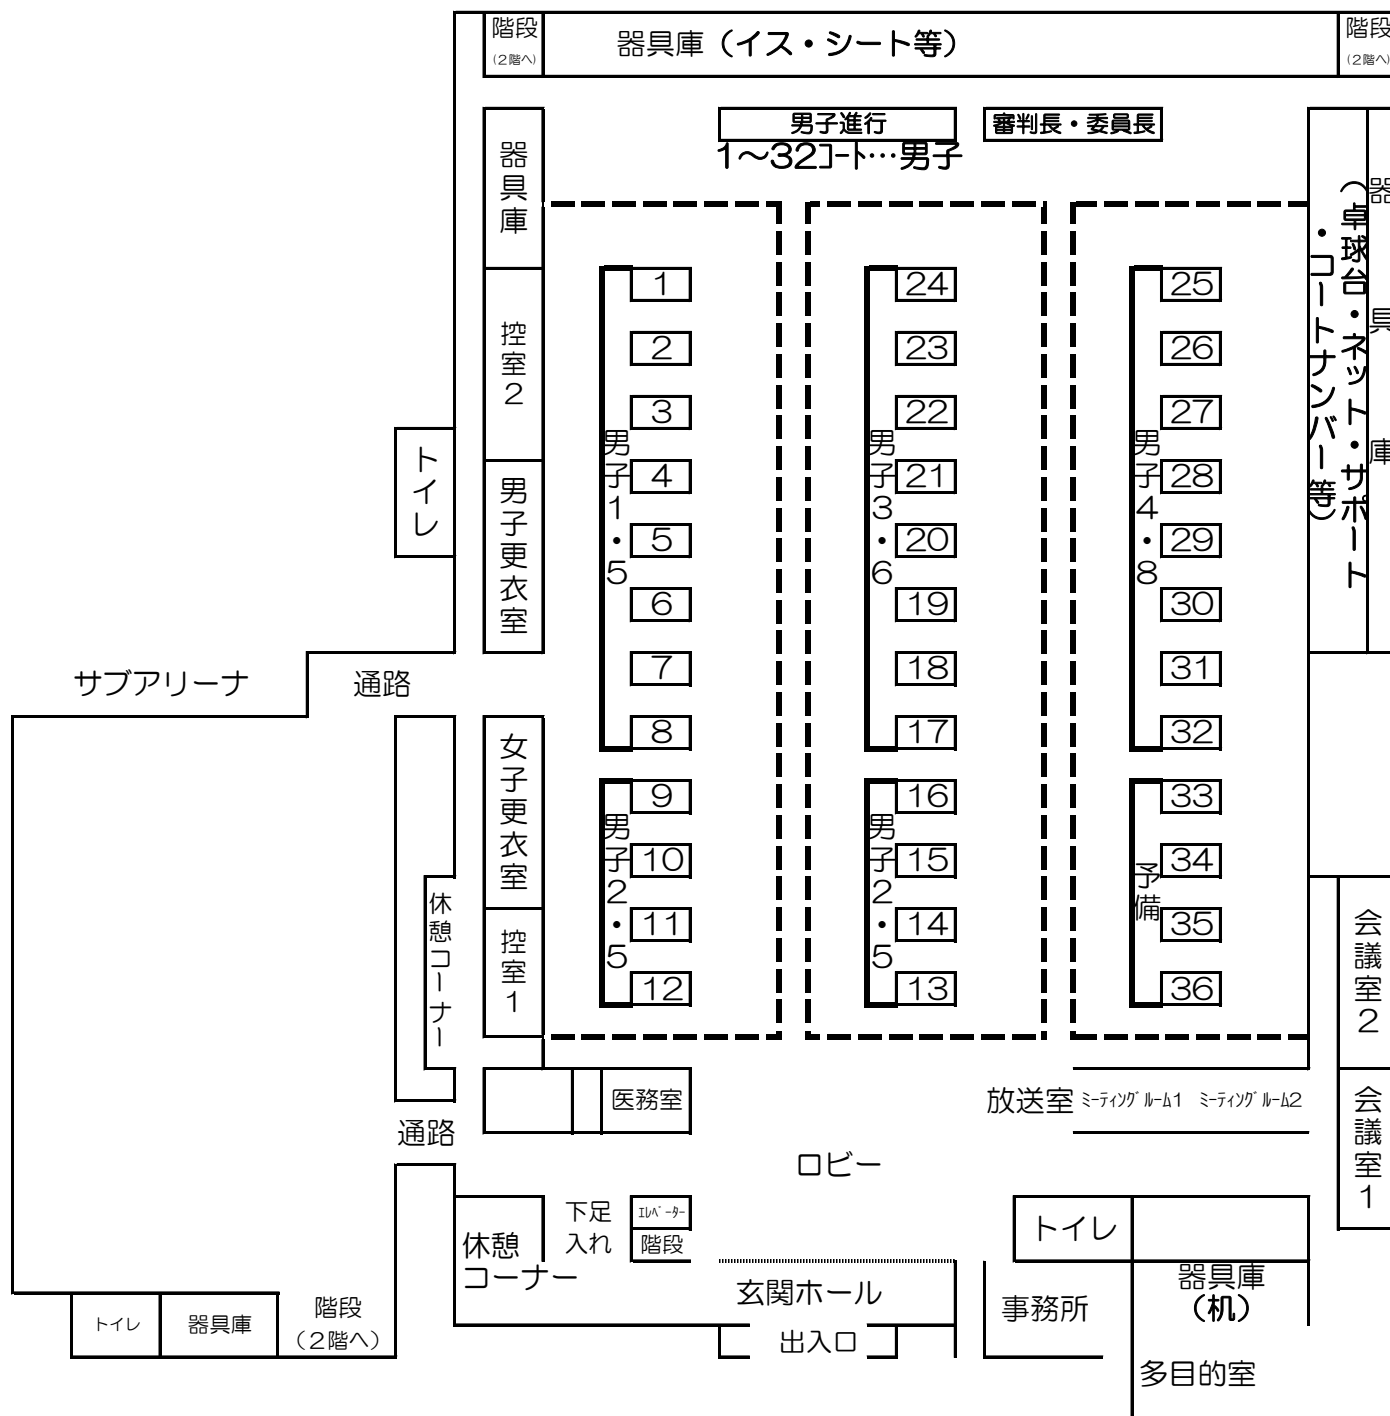 階段
(2階へ)
器具庫（イス・シート等）
階段
(2階へ)
男子進行
審判長・委員長
1～32コート…男子
器具庫
控室2
男子更衣室
トイレ
女子更衣室
控室1
休憩コーナー
サブアリーナ
通路
男子1・5
1
2
3
4
5
6
7
8
男子2・5
9
10
11
12
男子3・6
24
23
22
21
20
19
18
17
男子2・5
16
15
14
13
男子4・8
25
26
27
28
29
30
31
32
予備
33
34
35
36
器具庫
（卓球台・ネット・サポート
・コートナンバー等）
会議室2
会議室1
医務室
放送室
ミーティングルーム1
ミーティングルーム2
通路
ロビー
下足
入れ
エレベーター
階段
休憩
コーナー
玄関ホール
出入口
トイレ
事務所
器具庫
（机）
多目的室
トイレ
器具庫
階段
（2階へ）